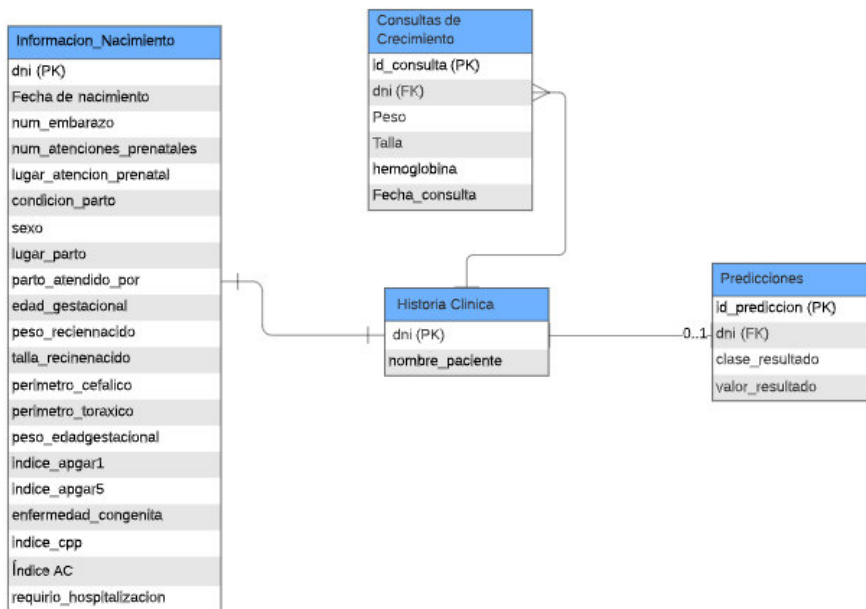 Informacion_Nacimiento
dni (PK)
Fecha de nacimiento
num_embarazo
num_atenciones_prenatales
lugar_atencion_prenatal
condicion_parto
sexo
lugar_parto
parto_atendido_por
edad_gestacional
peso_reciennacido
talla_recinenacido
perimetro_cefalico
perimetro_toraxico
peso_edadgestacional
indice_apgar1
indice_apgar5
enfermedad_congenita
indice_cpp
Índice AC
requirio_hospitalizacion
Consultas de
Crecimiento
id_consulta (PK)
dni (FK)
Peso
Talla
hemoglobina
Fecha_consulta
Historia Clinica
dni (PK)
nombre_paciente
0..1
Predicciones
id_prediccion (PK)
dni (FK)
clase_resultado
valor_resultado